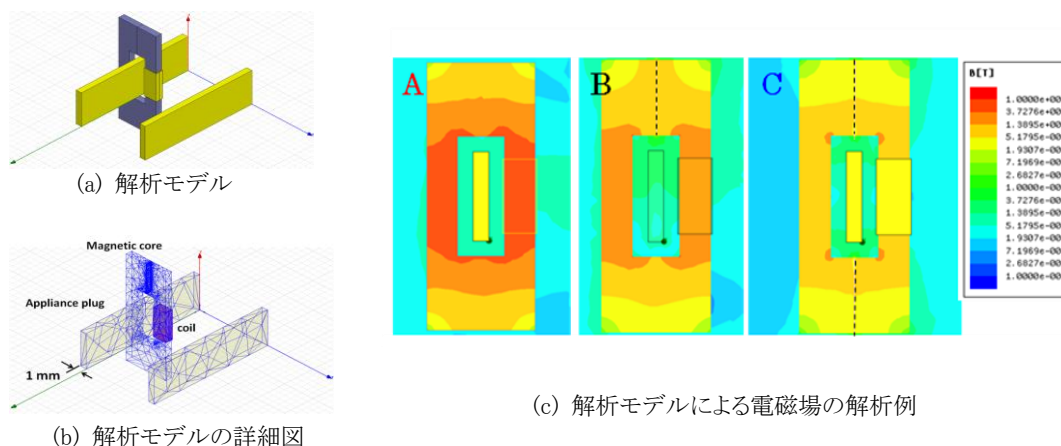 (a) 解析モデル
Magnetic core
Appliance plug
coil
1 mm
(b) 解析モデルの詳細図
A
B
C
B[T]
1.0000e+00
3.7276e-00
1.3895e-00
5.1795e-00
1.9307e-00
7.1969e-00
2.6827e-00
1.0000e-00
3.7276e-00
1.3895e-00
5.1795e-00
1.9307e-00
2.6827e-00
1.0000e-00
(c) 解析モデルによる電磁場の解析例